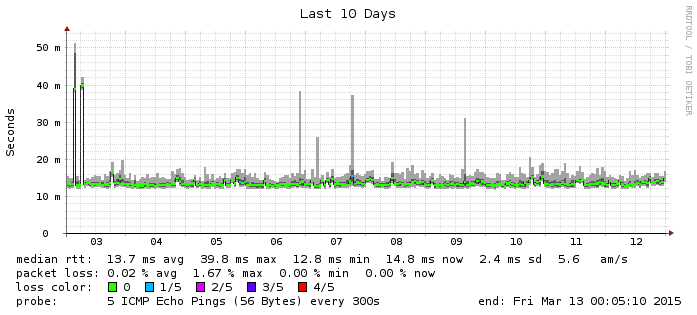 Last 10 Days
RRDTOOL / TOBI OETIKER
Seconds
50 m
40 m
30 m
20 m
10 m
0
03 04 05 06 07 08 09 10 11 12
median rtt: 13.7 ms avg 39.8 ms max 12.8 ms min 14.8 ms now 2.4 ms sd 5.6 am/s
packet loss: 0.02 % avg 1.67 % max 0.00 % min 0.00 % now
loss color: 0 1/5 2/5 3/5 4/5
probe: 5 ICMP Echo Pings (56 Bytes) every 300s end: Fri Mar 13 00:05:10 2015